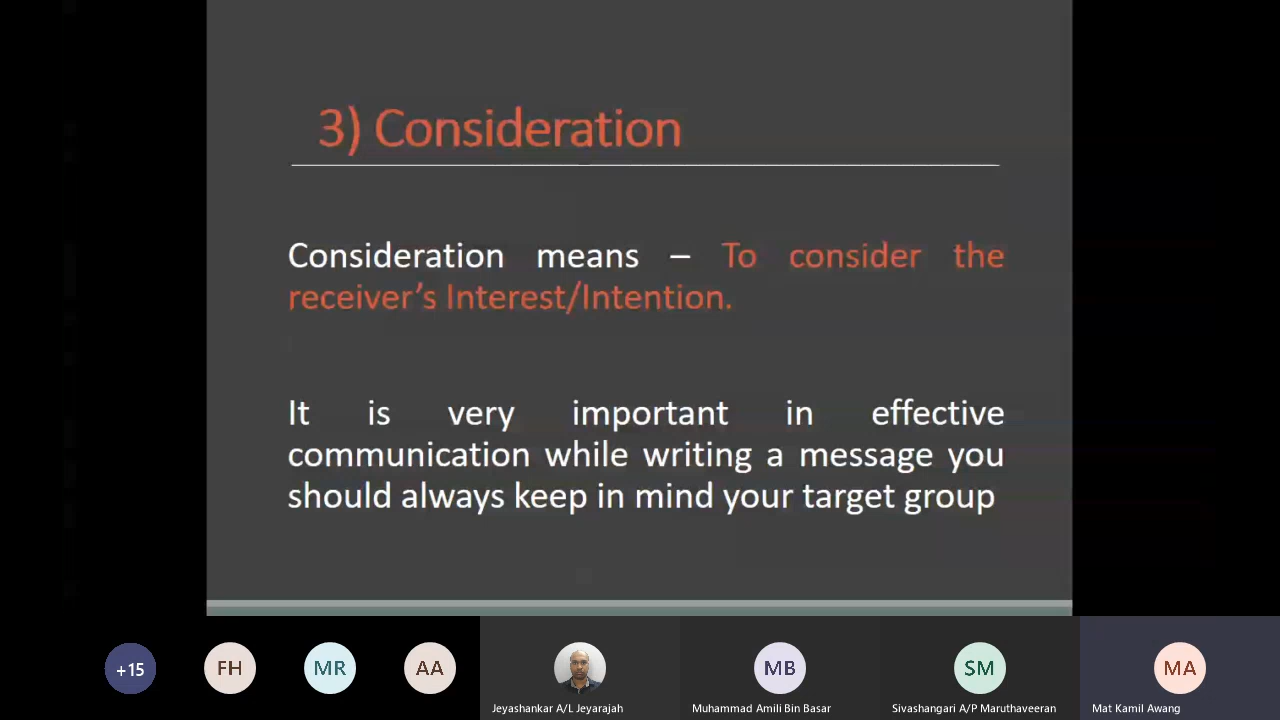 3) Consideration
Consideration means – To consider the
receiver’s Interest/Intention.
It is very important in effective
communication while writing a message you
should always keep in mind your target group
+15
FH
MR
AA
MB
SM
MA
Jeyashankar A/L Jeyarajah
Muhammad Amili Bin Basar
Sivashangari A/P Maruthaveeran
Mat Kamil Awang